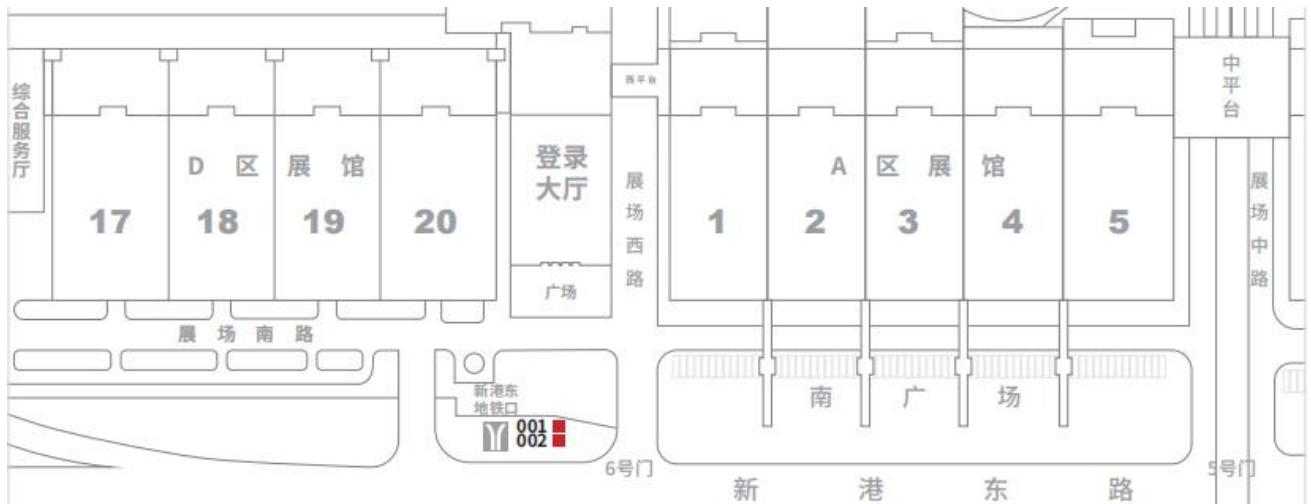 综合服务厅
西平台
中平台
登录
大厅
D 区 展 馆
A 区 展 馆
17
18
19
20
1
2
3
4
5
展场西路
展场中路
广场
展 场 南 路
新港东
地铁口
001
002
南 广 场
6号门
5号门
新 港 东 路